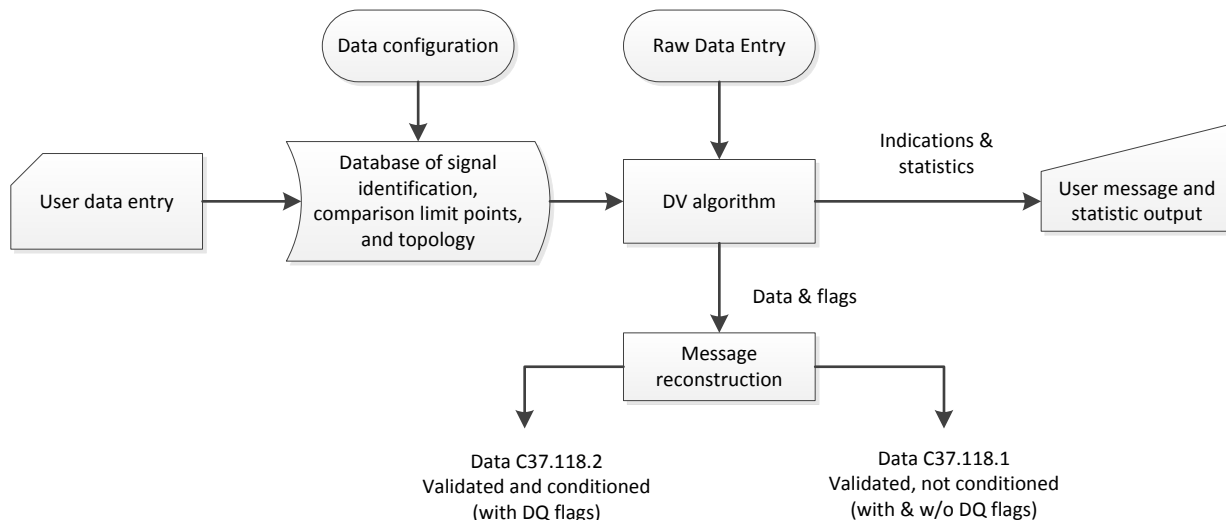 Data configuration
Raw Data Entry
User data entry
Database of signal
identification,
comparison limit points,
and topology
DV algorithm
Indications &
statistics
User message and
statistic output
Data & flags
Message
reconstruction
Data C37.118.2
Validated and conditioned
(with DQ flags)
Data C37.118.1
Validated, not conditioned
(with & w/o DQ flags)